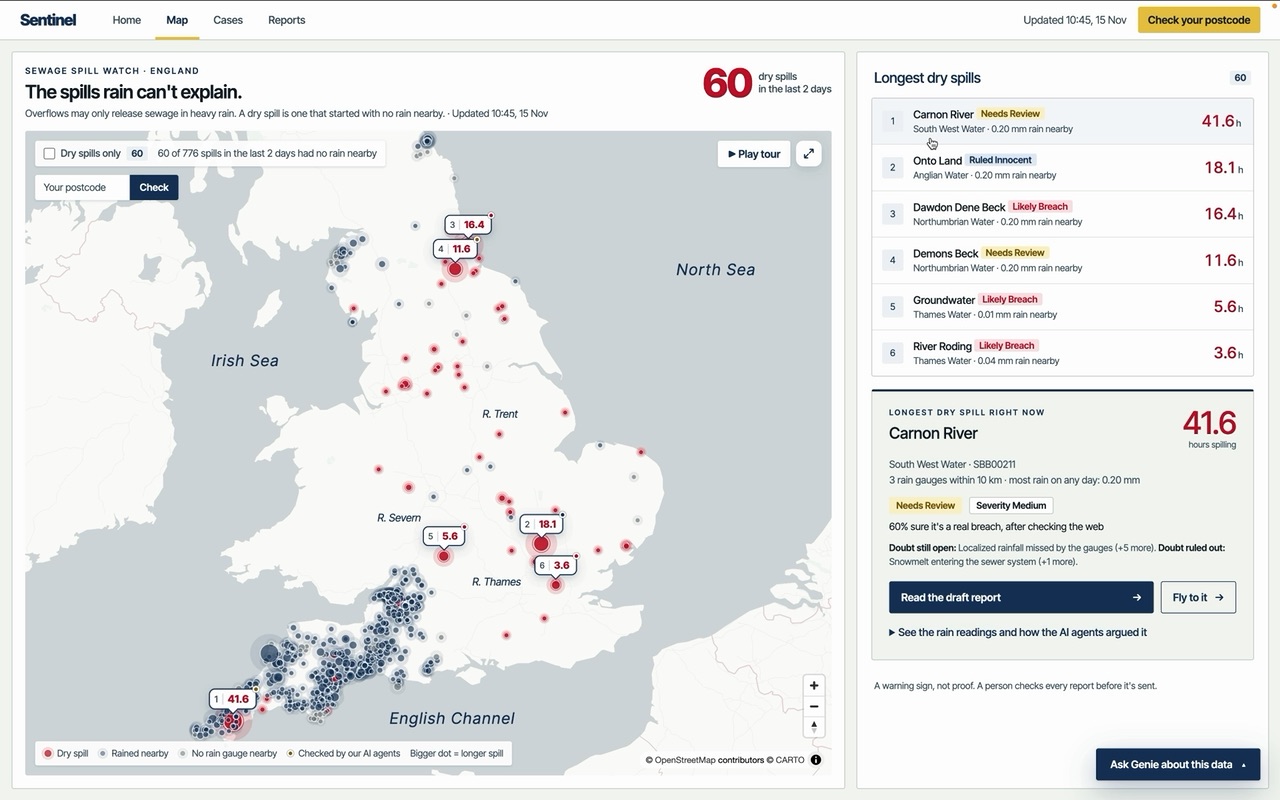 Sentinel
Home
Map
Cases
Reports
Updated 10:45, 15 Nov
Check your postcode
SEWAGE SPILL WATCH · ENGLAND
The spills rain can't explain.
Overflows may only release sewage in heavy rain. A dry spill is one that started with no rain nearby. · Updated 10:45, 15 Nov
60
dry spills
in the last 2 days
Dry spills only 60 60 of 776 spills in the last 2 days had no rain nearby
Your postcode
Check
▶ Play tour
3 16.4
4 11.6
North Sea
Irish Sea
R. Trent
R. Severn
2 18.1
5 5.6
6 3.6
R. Thames
1 41.6
English Channel
Dry spill
Rained nearby
No rain gauge nearby
Checked by our AI agents
Bigger dot = longer spill
© OpenStreetMap contributors © CARTO
Longest dry spills
60
1
Carnon River Needs Review
South West Water · 0.20 mm rain nearby
41.6 h
2
Onto Land Ruled Innocent
Anglian Water · 0.20 mm rain nearby
18.1 h
3
Dawdon Dene Beck Likely Breach
Northumbrian Water · 0.20 mm rain nearby
16.4 h
4
Demons Beck Needs Review
Northumbrian Water · 0.20 mm rain nearby
11.6 h
5
Groundwater Likely Breach
Thames Water · 0.01 mm rain nearby
5.6 h
6
River Roding Likely Breach
Thames Water · 0.04 mm rain nearby
3.6 h
LONGEST DRY SPILL RIGHT NOW
Carnon River
41.6
hours spilling
South West Water · SBB00211
3 rain gauges within 10 km · most rain on any day: 0.20 mm
Needs Review
Severity Medium
60% sure it's a real breach, after checking the web
Doubt still open: Localized rainfall missed by the gauges (+5 more). Doubt ruled out:
Snowmelt entering the sewer system (+1 more).
Read the draft report →
Fly to it →
▶ See the rain readings and how the AI agents argued it
A warning sign, not proof. A person checks every report before it's sent.
Ask Genie about this data